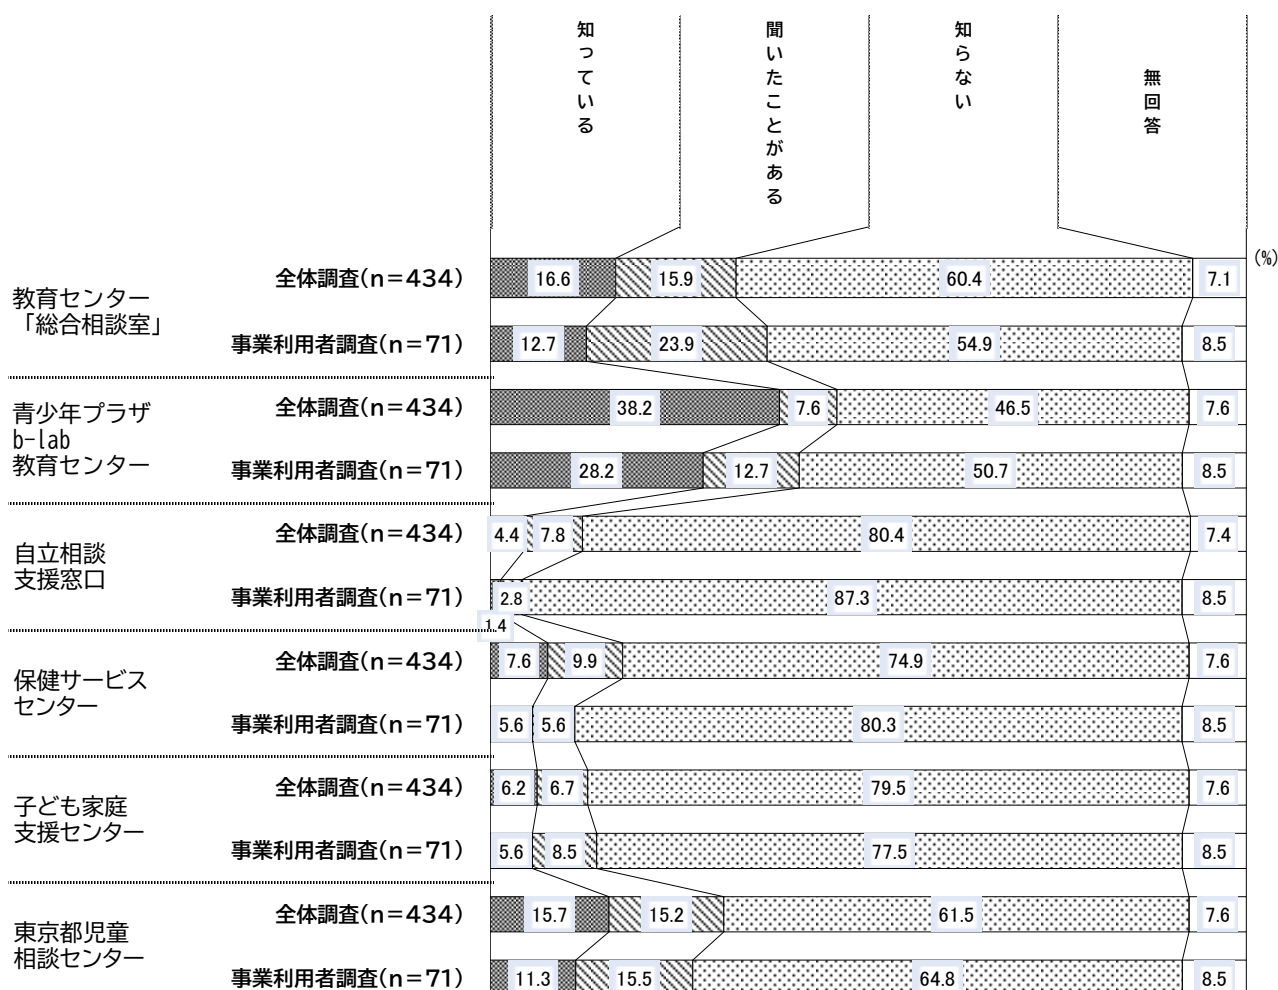 知っている
聞いたことがある
知らない
無回答
(%)
教育センター
「総合相談室」
全体調査(n=434)
16.6
15.9
60.4
7.1
事業利用者調査(n=71)
12.7
23.9
54.9
8.5
青少年プラザ
b-lab
教育センター
全体調査(n=434)
38.2
7.6
46.5
7.6
事業利用者調査(n=71)
28.2
12.7
50.7
8.5
自立相談
支援窓口
全体調査(n=434)
4.4
7.8
80.4
7.4
事業利用者調査(n=71)
1.4
2.8
87.3
8.5
保健サービス
センター
全体調査(n=434)
7.6
9.9
74.9
7.6
事業利用者調査(n=71)
5.6
5.6
80.3
8.5
子ども家庭
支援センター
全体調査(n=434)
6.2
6.7
79.5
7.6
事業利用者調査(n=71)
5.6
8.5
77.5
8.5
東京都児童
相談センター
全体調査(n=434)
15.7
15.2
61.5
7.6
事業利用者調査(n=71)
11.3
15.5
64.8
8.5